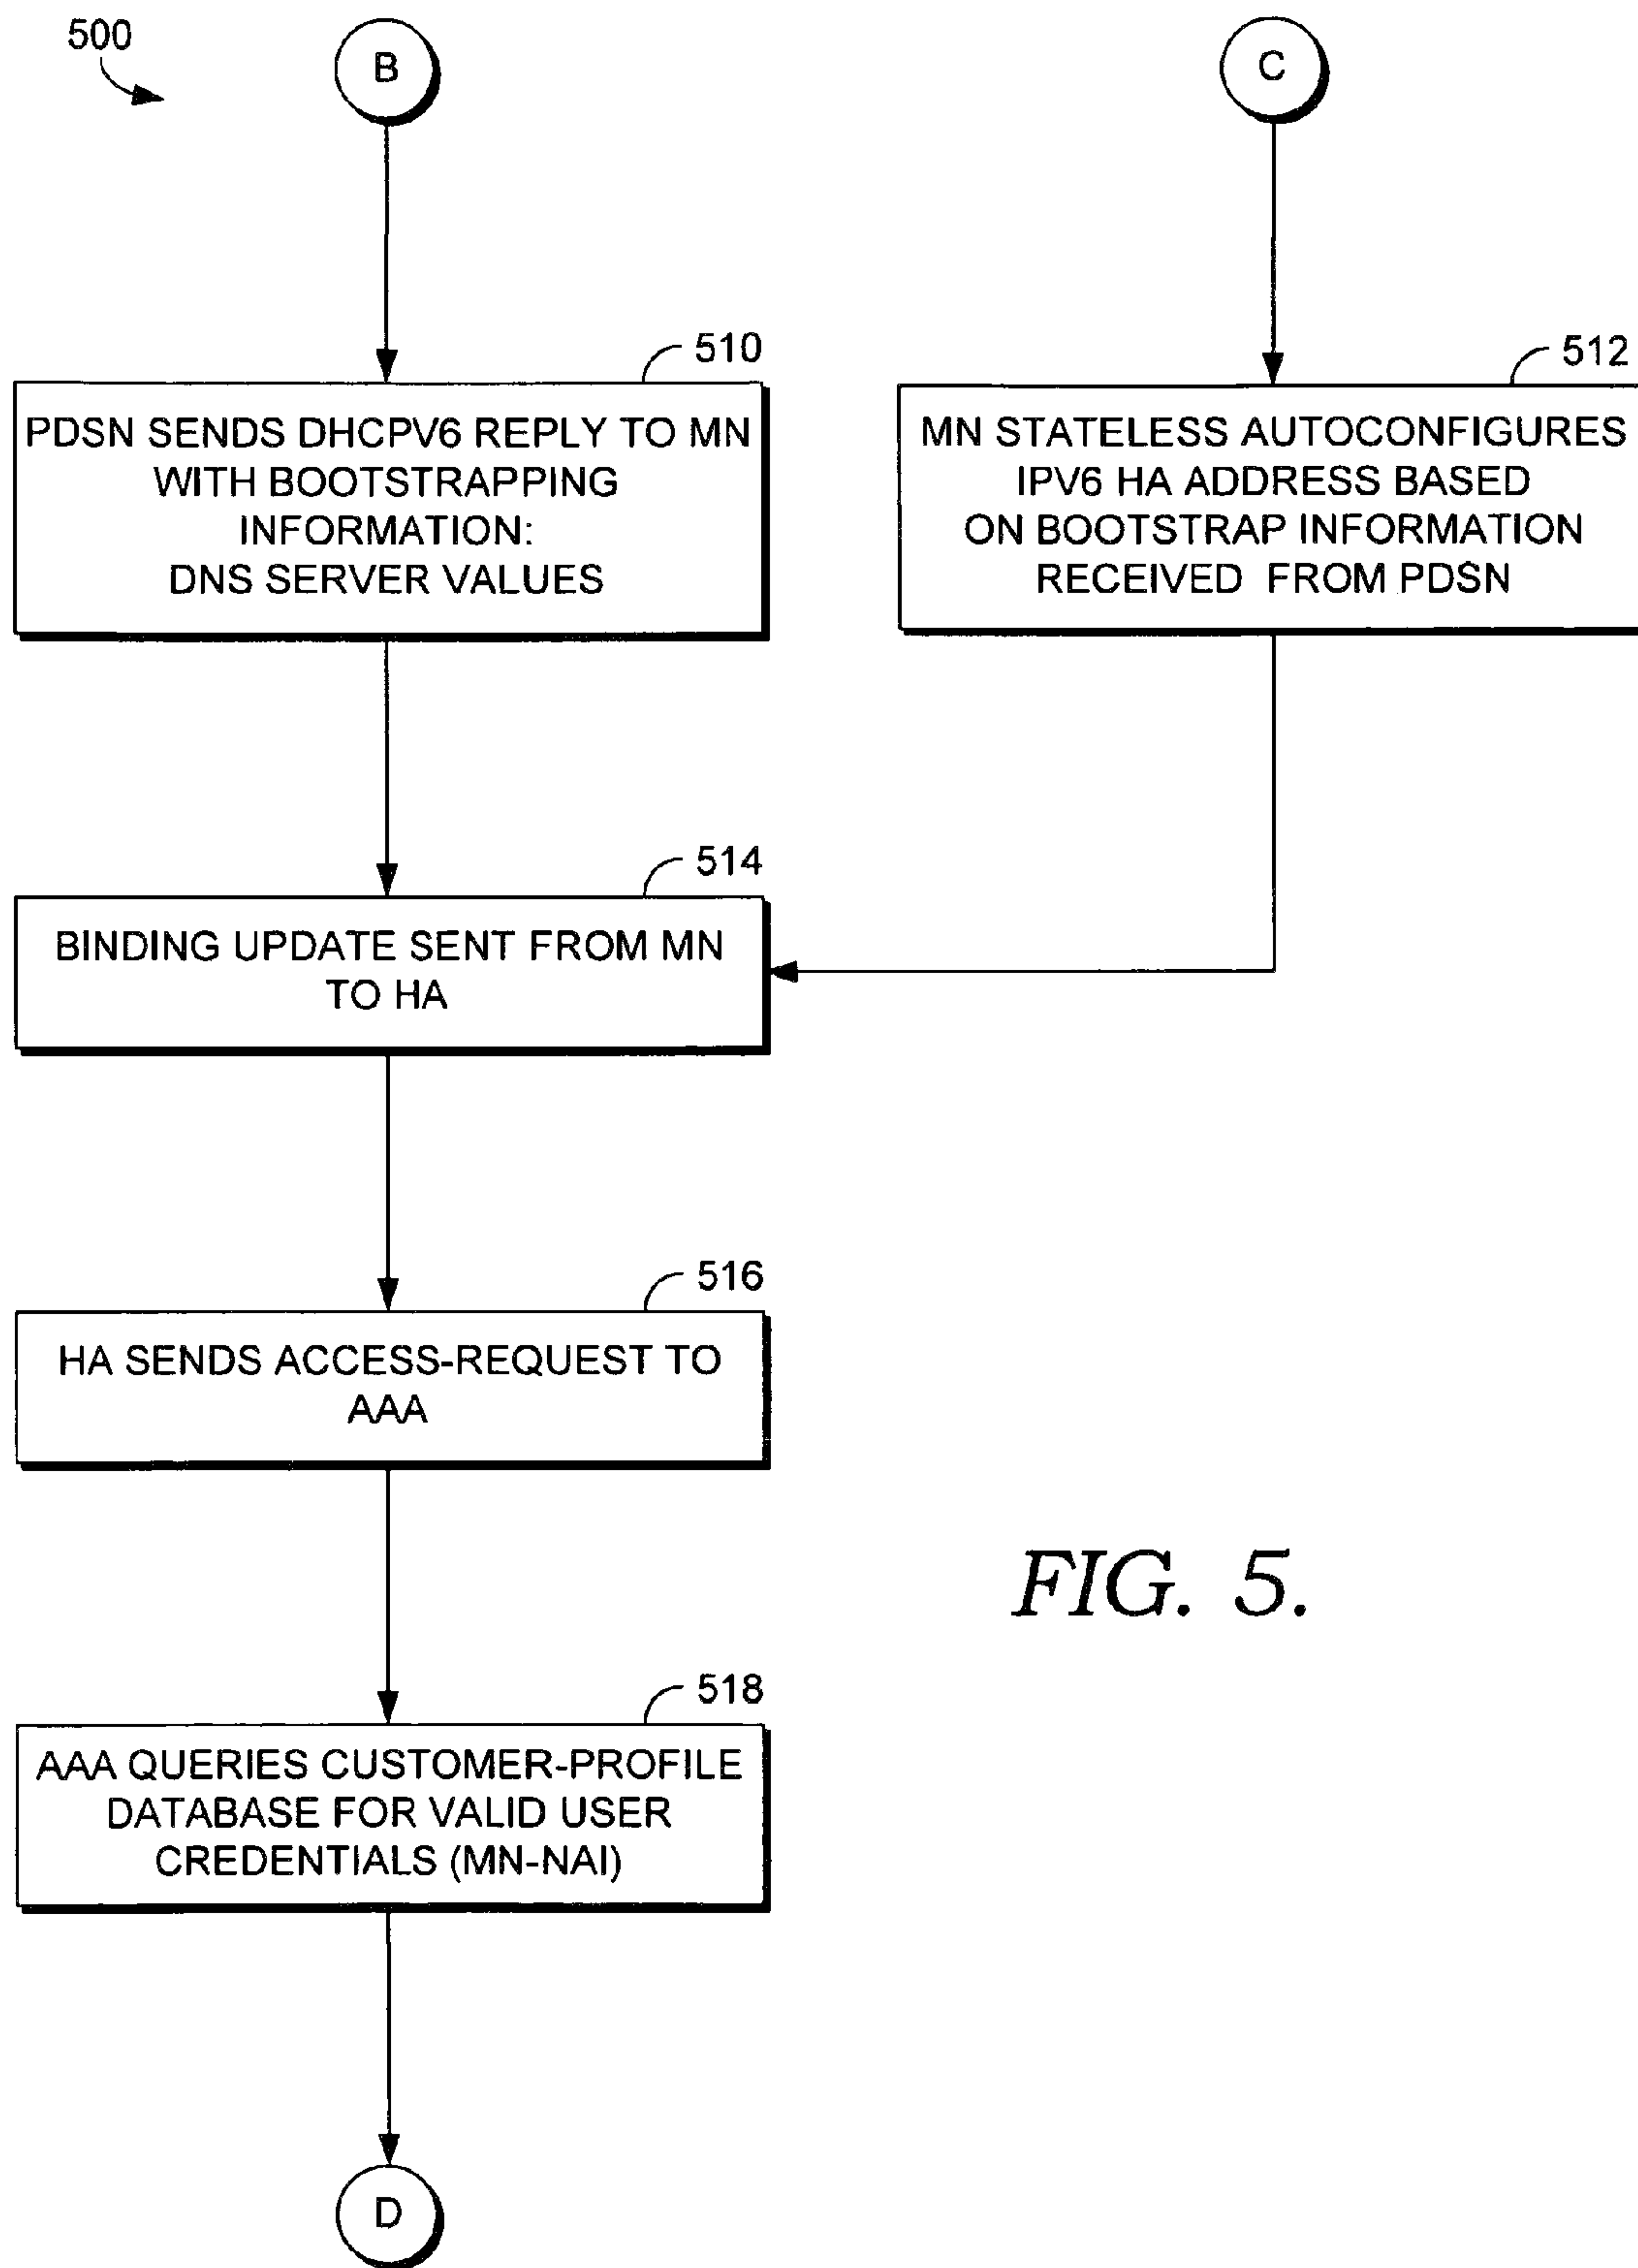 500
B
C
510
PDSN SENDS DHCPV6 REPLY TO MN
WITH BOOTSTRAPPING
INFORMATION:
DNS SERVER VALUES
512
MN STATELESS AUTOCONFIGURES
IPV6 HA ADDRESS BASED
ON BOOTSTRAP INFORMATION
RECEIVED FROM PDSN
514
BINDING UPDATE SENT FROM MN
TO HA
516
HA SENDS ACCESS-REQUEST TO
AAA
FIG. 5.
518
AAA QUERIES CUSTOMER-PROFILE
DATABASE FOR VALID USER
CREDENTIALS (MN-NAI)
D